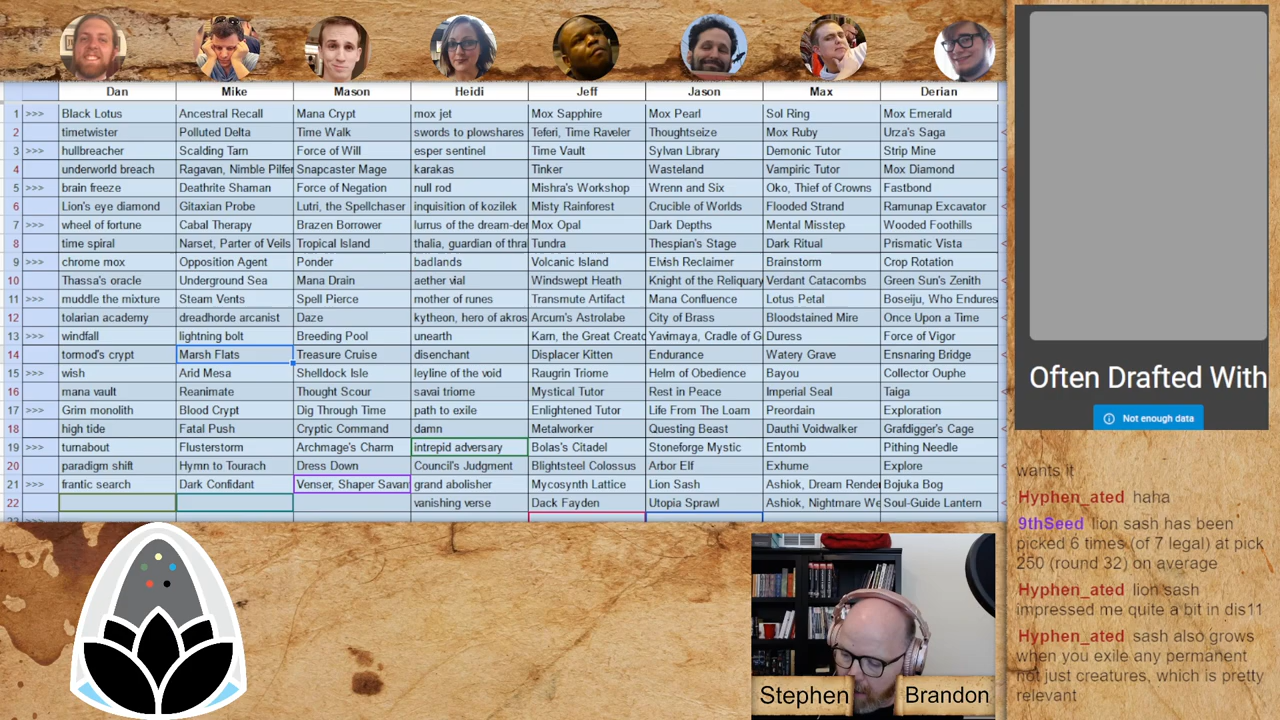 Dan Mike Mason Heidi Jeff Jason Max Derian
1 >>> Black Lotus Ancestral Recall Mana Crypt mox jet Mox Sapphire Mox Pearl Sol Ring Mox Emerald
2 timetwister Polluted Delta Time Walk swords to plowshares Teferi, Time Raveler Thoughtseize Mox Ruby Urza's Saga <
3 >>> hullbreacher Scalding Tarn Force of Will esper sentinel Time Vault Sylvan Library Demonic Tutor Strip Mine
4 underworld breach Ragavan, Nimble Pilfer Snapcaster Mage karakas Tinker Wasteland Vampiric Tutor Mox Diamond <
5 >>> brain freeze Deathrite Shaman Force of Negation null rod Mishra's Workshop Wrenn and Six Oko, Thief of Crowns Fastbond
6 Lion's eye diamond Gitaxian Probe Lutri, the Spellchaser inquisition of kozilek Misty Rainforest Crucible of Worlds Flooded Strand Ramunap Excavator <
7 >>> wheel of fortune Cabal Therapy Brazen Borrower lurrus of the dream-den Mox Opal Dark Depths Mental Misstep Wooded Foothills
8 time spiral Narset, Parter of Veils Tropical Island thalia, guardian of thra Tundra Thespian's Stage Dark Ritual Prismatic Vista <
9 >>> chrome mox Opposition Agent Ponder badlands Volcanic Island Elvish Reclaimer Brainstorm Crop Rotation
10 Thassa's oracle Underground Sea Mana Drain aether vial Windswept Heath Knight of the Reliquary Verdant Catacombs Green Sun's Zenith <
11 >>> muddle the mixture Steam Vents Spell Pierce mother of runes Transmute Artifact Mana Confluence Lotus Petal Boseiju, Who Endures
12 tolarian academy dreadhorde arcanist Daze kytheon, hero of akros Arcum's Astrolabe City of Brass Bloodstained Mire Once Upon a Time <
13 >>> windfall lightning bolt Breeding Pool unearth Karn, the Great Creato Yavimaya, Cradle of G Duress Force of Vigor
14 tormod's crypt Marsh Flats Treasure Cruise disenchant Displacer Kitten Endurance Watery Grave Ensnaring Bridge <
15 >>> wish Arid Mesa Shelldock Isle leyline of the void Raugrin Triome Helm of Obedience Bayou Collector Ouphe
16 mana vault Reanimate Thought Scour savai triome Mystical Tutor Rest in Peace Imperial Seal Taiga <
17 >>> Grim monolith Blood Crypt Dig Through Time path to exile Enlightened Tutor Life From The Loam Preordain Exploration
18 high tide Fatal Push Cryptic Command damn Metalworker Questing Beast Dauthi Voidwalker Grafdigger's Cage <
19 >>> turnabout Flusterstorm Archmage's Charm intrepid adversary Bolas's Citadel Stoneforge Mystic Entomb Pithing Needle
20 paradigm shift Hymn to Tourach Dress Down Council's Judgment Blightsteel Colossus Arbor Elf Exhume Explore <
21 >>> frantic search Dark Confidant Venser, Shaper Savan grand abolisher Mycosynth Lattice Lion Sash Ashiok, Dream Render Bojuka Bog
22 vanishing verse Dack Fayden Utopia Sprawl Ashiok, Nightmare We Soul-Guide Lantern <
Often Drafted With
Not enough data
wants it
Hyphen_ated haha
9thSeed lion sash has been
picked 6 times (of 7 legal) at pick
250 (round 32) on average
Hyphen_ated lion sash
impressed me quite a bit in dis11
Hyphen_ated sash also grows
when you exile any permanent
not just creatures, which is pretty
relevant
Stephen Brandon